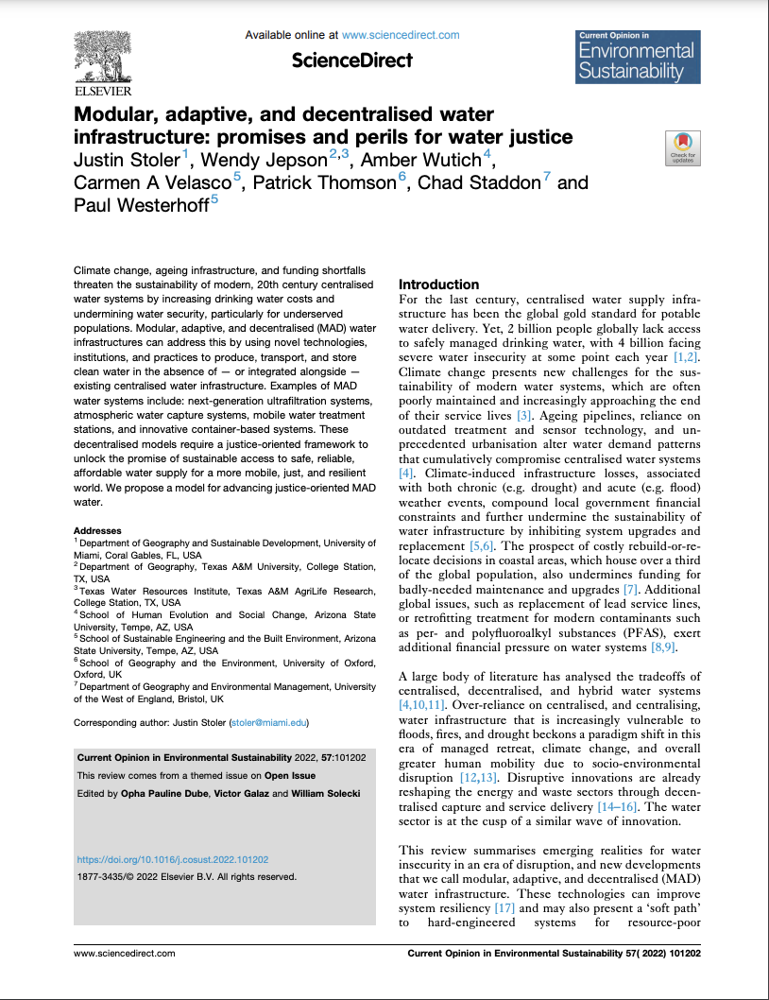 Available online at www.sciencedirect.com
ScienceDirect
ELSEVIER
Current Opinion in
Environmental
Sustainability
Modular, adaptive, and decentralised water
infrastructure: promises and perils for water justice
Justin Stoler1, Wendy Jepson2,3, Amber Wutich4,
Carmen A Velasco5, Patrick Thomson6, Chad Staddon7 and
Paul Westerhoff5
Check for
updates
Climate change, ageing infrastructure, and funding shortfalls
threaten the sustainability of modern, 20th century centralised
water systems by increasing drinking water costs and
undermining water security, particularly for underserved
populations. Modular, adaptive, and decentralised (MAD) water
infrastructures can address this by using novel technologies,
institutions, and practices to produce, transport, and store
clean water in the absence of — or integrated alongside —
existing centralised water infrastructure. Examples of MAD
water systems include: next-generation ultrafiltration systems,
atmospheric water capture systems, mobile water treatment
stations, and innovative container-based systems. These
decentralised models require a justice-oriented framework to
unlock the promise of sustainable access to safe, reliable,
affordable water supply for a more mobile, just, and resilient
world. We propose a model for advancing justice-oriented MAD
water.
Addresses
1 Department of Geography and Sustainable Development, University of
Miami, Coral Gables, FL, USA
2 Department of Geography, Texas A&M University, College Station,
TX, USA
3 Texas Water Resources Institute, Texas A&M AgriLife Research,
College Station, TX, USA
4 School of Human Evolution and Social Change, Arizona State
University, Tempe, AZ, USA
5 School of Sustainable Engineering and the Built Environment, Arizona
State University, Tempe, AZ, USA
6 School of Geography and the Environment, University of Oxford,
Oxford, UK
7 Department of Geography and Environmental Management, University
of the West of England, Bristol, UK
Corresponding author: Justin Stoler (stoler@miami.edu)
Current Opinion in Environmental Sustainability 2022, 57:101202
This review comes from a themed issue on Open Issue
Edited by Opha Pauline Dube, Victor Galaz and William Solecki
https://doi.org/10.1016/j.cosust.2022.101202
1877-3435/© 2022 Elsevier B.V. All rights reserved.
Introduction
For the last century, centralised water supply infra-
structure has been the global gold standard for potable
water delivery. Yet, 2 billion people globally lack access
to safely managed drinking water, with 4 billion facing
severe water insecurity at some point each year [1,2].
Climate change presents new challenges for the sus-
tainability of modern water systems, which are often
poorly maintained and increasingly approaching the end
of their service lives [3]. Ageing pipelines, reliance on
outdated treatment and sensor technology, and un-
precedented urbanisation alter water demand patterns
that cumulatively compromise centralised water systems
[4]. Climate-induced infrastructure losses, associated
with both chronic (e.g. drought) and acute (e.g. flood)
weather events, compound local government financial
constraints and further undermine the sustainability of
water infrastructure by inhibiting system upgrades and
replacement [5,6]. The prospect of costly rebuild-or-re-
locate decisions in coastal areas, which house over a third
of the global population, also undermines funding for
badly-needed maintenance and upgrades [7]. Additional
global issues, such as replacement of lead service lines,
or retrofitting treatment for modern contaminants such
as per- and polyfluoroalkyl substances (PFAS), exert
additional financial pressure on water systems [8,9].
A large body of literature has analysed the tradeoffs of
centralised, decentralised, and hybrid water systems
[4,10,11]. Over-reliance on centralised, and centralising,
water infrastructure that is increasingly vulnerable to
floods, fires, and drought beckons a paradigm shift in this
era of managed retreat, climate change, and overall
greater human mobility due to socio-environmental
disruption [12,13]. Disruptive innovations are already
reshaping the energy and waste sectors through decen-
tralised capture and service delivery [14–16]. The water
sector is at the cusp of a similar wave of innovation.
This review summarises emerging realities for water
insecurity in an era of disruption, and new developments
that we call modular, adaptive, and decentralised (MAD)
water infrastructure. These technologies can improve
system resiliency [17] and may also present a ‘soft path’
to hard-engineered systems for resource-poor
www.sciencedirect.com
Current Opinion in Environmental Sustainability 57( 2022) 101202